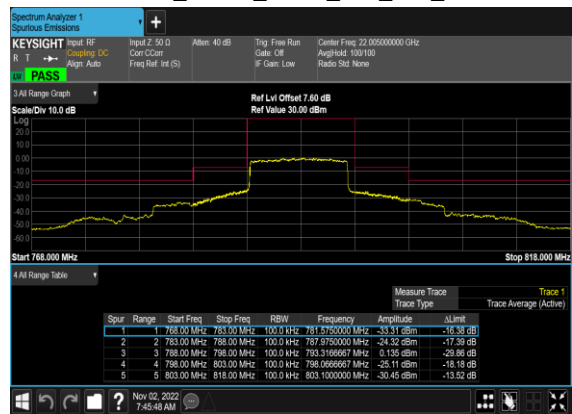 Spectrum Analyzer 1
Spurious Emissions
+
KEYSIGHT Input: RF Input Z: 50 Ω Atten: 40 dB Trig: Free Run Center Freq: 22.005000000 GHz
R T Coupling: DC Corr CCorr Gate: Off Avg|Hold: 100/100
Align: Auto Freq Ref: Int (S) IF Gain: Low Radio Std: None
LW PASS
3 All Range Graph
Ref Lvl Offset 7.60 dB
Scale/Div 10.0 dB Ref Value 30.00 dBm
Log
20.0
10.0
0.00
-10.0
-20.0
-30.0
-40.0
-50.0
-60.0
Start 768.000 MHz Stop 818.000 MHz
4 All Range Table
Measure Trace Trace 1
Trace Type Trace Average (Active)
Spur Range Start Freq Stop Freq RBW Frequency Amplitude ΔLimit
1 1 768.00 MHz 783.00 MHz 100.0 kHz 781.5750000 MHz -33.31 dBm -16.38 dB
2 2 783.00 MHz 788.00 MHz 100.0 kHz 787.9750000 MHz -24.32 dBm -17.39 dB
3 3 788.00 MHz 798.00 MHz 100.0 kHz 793.3166667 MHz 0.135 dBm -29.86 dB
4 4 798.00 MHz 803.00 MHz 100.0 kHz 798.0666667 MHz -25.11 dBm -18.18 dB
5 5 803.00 MHz 818.00 MHz 100.0 kHz 803.1000000 MHz -30.45 dBm -13.52 dB
? Nov 02, 2022
7:45:48 AM